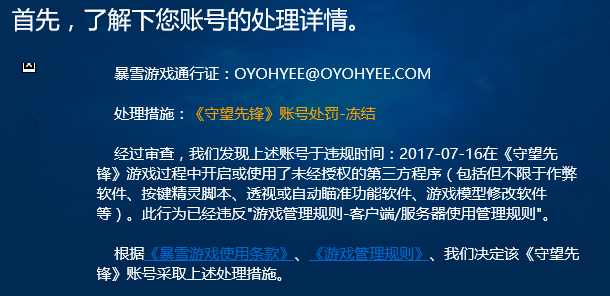 首先，了解下您账号的处理详情。
暴雪游戏通行证：OYOHYEE@OYOHYEE.COM
处理措施：《守望先锋》账号处罚-冻结
经过审查，我们发现上述账号于违规时间：2017-07-16在《守望先
锋》游戏过程中开启或使用了未经授权的第三方程序（包括但不限于作弊
软件、按键精灵脚本、透视或自动瞄准功能软件、游戏模型修改软件
等）。此行为已经违反"游戏管理规则-客户端/服务器使用管理规则"。
根据《暴雪游戏使用条款》、《游戏管理规则》、我们决定该《守望先
锋》账号采取上述处理措施。